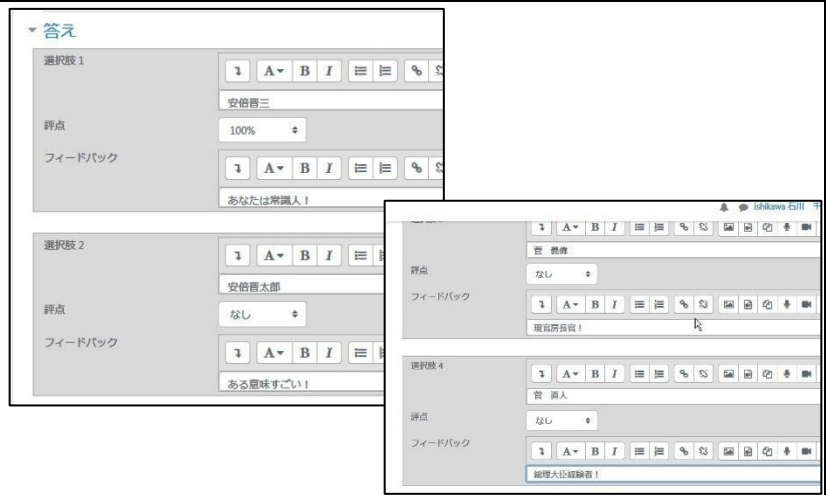 答え
選択肢 1
A B I
安倍晋三
評点
100%
フィードバック
A B I
あなたは常識人！
選択肢 2
A B I
安倍晋太郎
評点
なし
フィードバック
A B I
ある意味すごい！
ishikawa 石川
A B I
菅 義偉
評点
なし
フィードバック
A B I
現官房長官！
選択肢 4
A B I
菅 直人
評点
なし
フィードバック
A B I
総理大臣経験者！